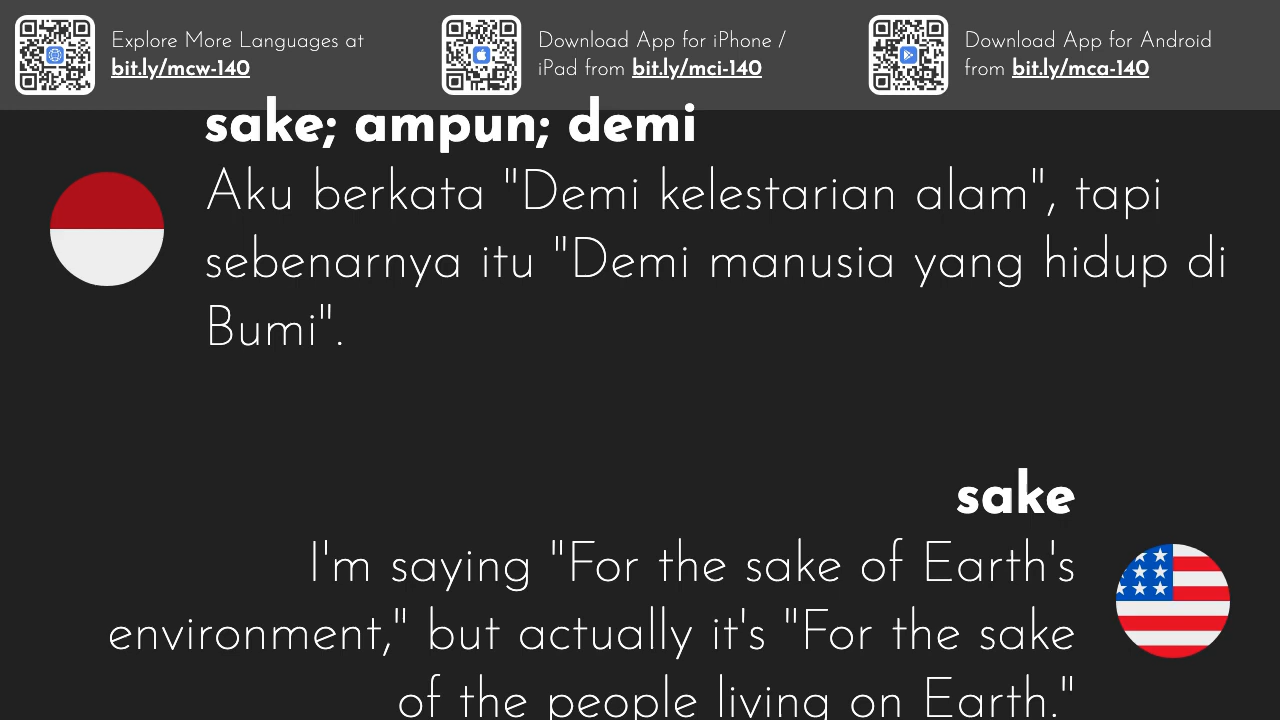 Explore More Languages at
bit.ly/mcw-140
Download App for iPhone /
iPad from bit.ly/mci-140
Download App for Android
from bit.ly/mca-140
sake; ampun; demi
Aku berkata "Demi kelestarian alam", tapi
sebenarnya itu "Demi manusia yang hidup di
Bumi".
sake
I'm saying "For the sake of Earth's
environment," but actually it's "For the sake
of the people living on Earth."